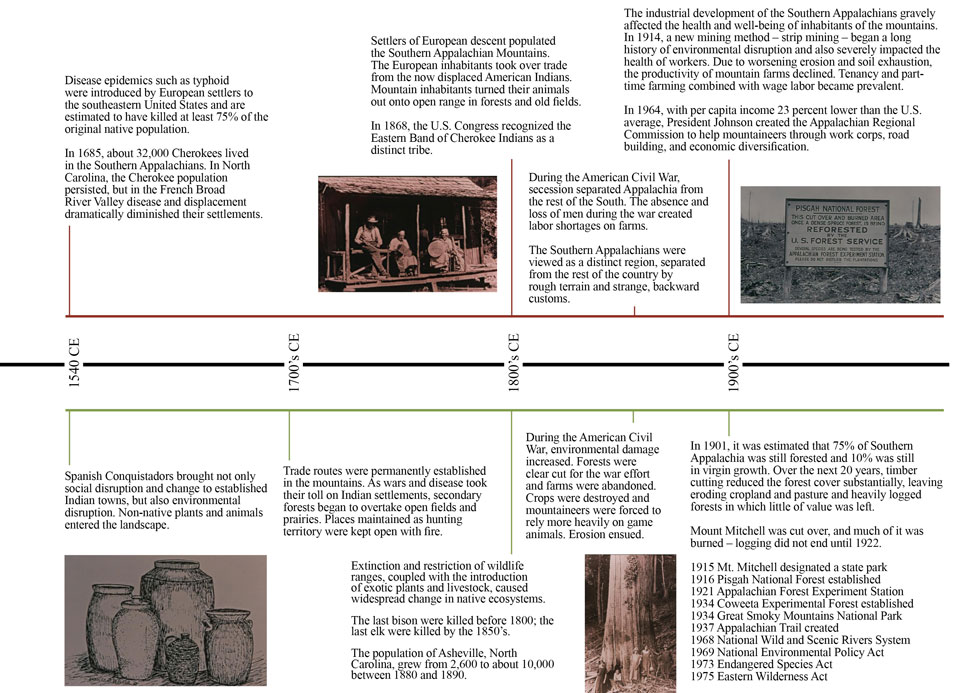 Disease epidemics such as typhoid
were introduced by European settlers to
the southeastern United States and are
estimated to have killed at least 75% of the
original native population.
In 1685, about 32,000 Cherokees lived
in the Southern Appalachians. In North
Carolina, the Cherokee population
persisted, but in the French Broad
River Valley disease and displacement
dramatically diminished their settlements.
Settlers of European descent populated
the Southern Appalachian Mountains.
The European inhabitants took over trade
from the now displaced American Indians.
Mountain inhabitants turned their animals
out onto open range in forests and old fields.
In 1868, the U.S. Congress recognized the
Eastern Band of Cherokee Indians as a
distinct tribe.
During the American Civil War,
secession separated Appalachia from
the rest of the South. The absence and
loss of men during the war created
labor shortages on farms.
The Southern Appalachians were
viewed as a distinct region, separated
from the rest of the country by
rough terrain and strange, backward
customs.
The industrial development of the Southern Appalachians gravely
affected the health and well-being of inhabitants of the mountains.
In 1914, a new mining method – strip mining – began a long
history of environmental disruption and also severely impacted the
health of workers. Due to worsening erosion and soil exhaustion,
the productivity of mountain farms declined. Tenancy and part-
time farming combined with wage labor became prevalent.
In 1964, with per capita income 23 percent lower than the U.S.
average, President Johnson created the Appalachian Regional
Commission to help mountaineers through work corps, road
building, and economic diversification.
PISGAH NATIONAL FOREST
THIS CUT OVER AND BURNED AREA
ONCE A DENSE SPRUCE FOREST IS BEING
REFORESTED
BY THE
U.S. FOREST SERVICE
SEVERAL SPECIES ARE BEING TESTED BY THE
APPALACHIAN FOREST EXPERIMENT STATION
PLEASE DO NOT HAMPER THE PLANTATIONS
1540 CE
1700's CE
1800's CE
1900's CE
Spanish Conquistadors brought not only
social disruption and change to established
Indian towns, but also environmental
disruption. Non-native plants and animals
entered the landscape.
Trade routes were permanently established
in the mountains. As wars and disease took
their toll on Indian settlements, secondary
forests began to overtake open fields and
prairies. Places maintained as hunting
territory were kept open with fire.
Extinction and restriction of wildlife
ranges, coupled with the introduction
of exotic plants and livestock, caused
widespread change in native ecosystems.
The last bison were killed before 1800; the
last elk were killed by the 1850's.
The population of Asheville, North
Carolina, grew from 2,600 to about 10,000
between 1880 and 1890.
During the American Civil
War, environmental damage
increased. Forests were
clear cut for the war effort
and farms were abandoned.
Crops were destroyed and
mountaineers were forced to
rely more heavily on game
animals. Erosion ensued.
In 1901, it was estimated that 75% of Southern
Appalachia was still forested and 10% was still
in virgin growth. Over the next 20 years, timber
cutting reduced the forest cover substantially, leaving
eroding cropland and pasture and heavily logged
forests in which little of value was left.
Mount Mitchell was cut over, and much of it was
burned – logging did not end until 1922.
1915 Mt. Mitchell designated a state park
1916 Pisgah National Forest established
1921 Appalachian Forest Experiment Station
1934 Coweeta Experimental Forest established
1934 Great Smoky Mountains National Park
1937 Appalachian Trail created
1968 National Wild and Scenic Rivers System
1969 National Environmental Policy Act
1973 Endangered Species Act
1975 Eastern Wilderness Act